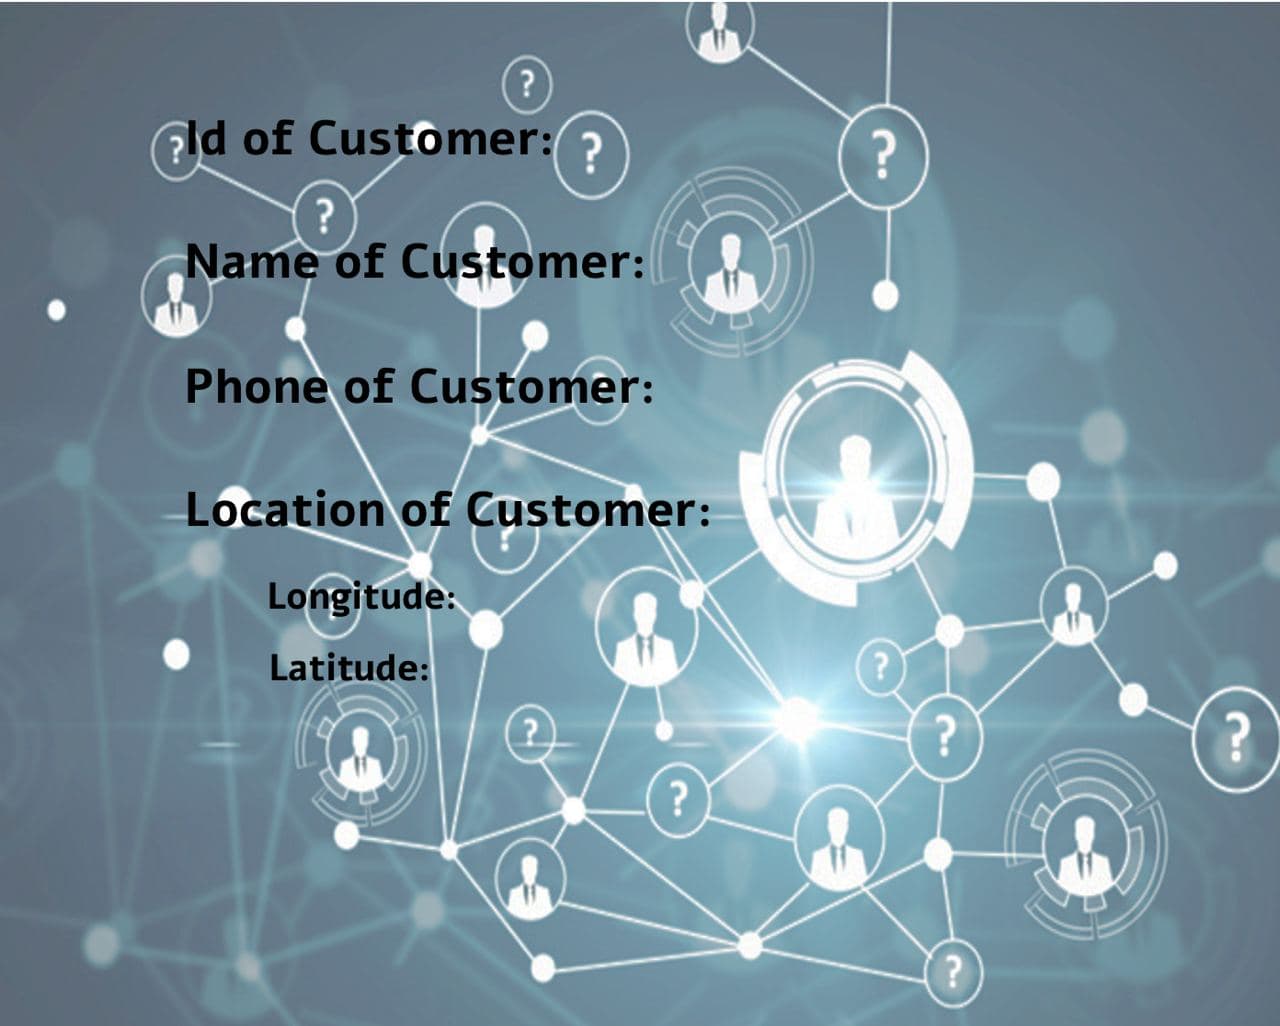 Id of Customer:
Name of Customer:
Phone of Customer:
Location of Customer:
Longitude:
Latitude: